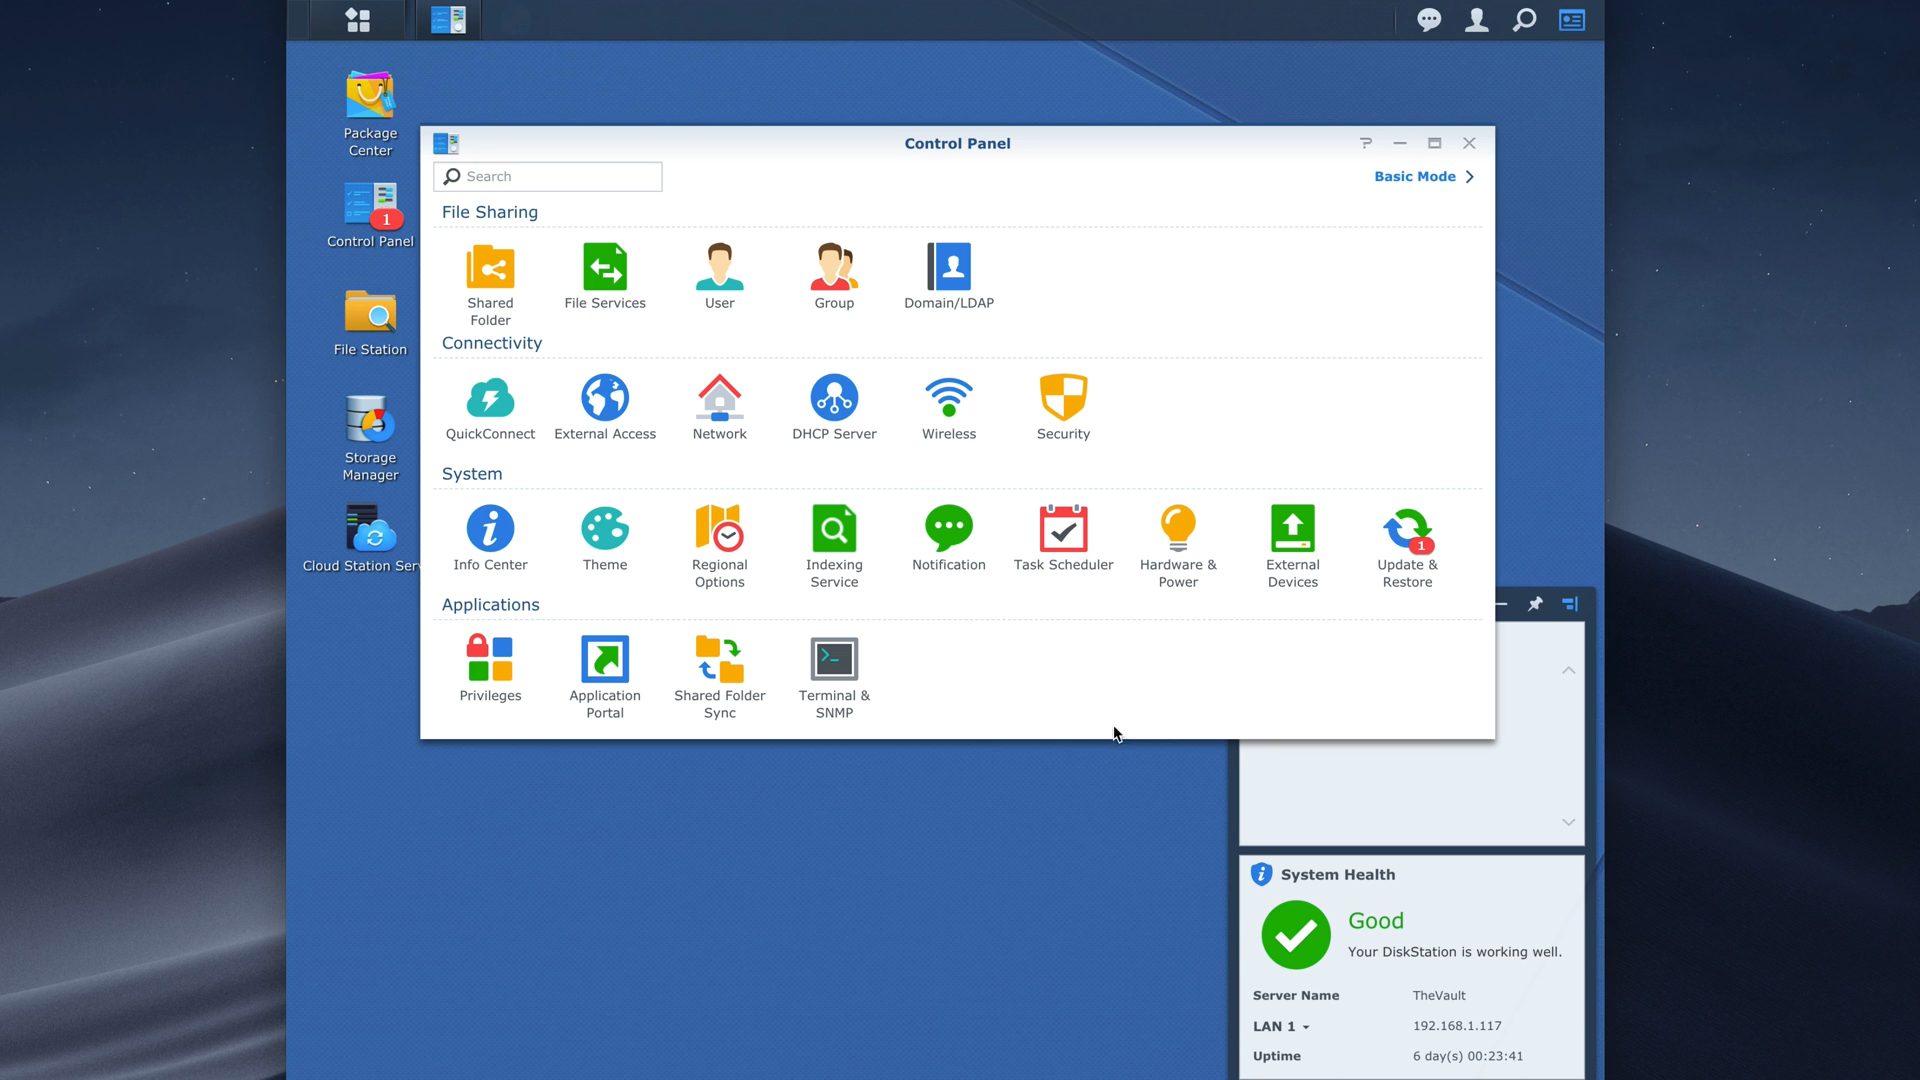 Package
Center
1
Control Panel
File Station
Storage
Manager
Cloud Station Ser
Control Panel
Search
Basic Mode
File Sharing
Shared
Folder
File Services
User
Group
Domain/LDAP
Connectivity
QuickConnect
External Access
Network
DHCP Server
Wireless
Security
System
Info Center
Theme
Regional
Options
Indexing
Service
Notification
Task Scheduler
Hardware &
Power
External
Devices
1
Update &
Restore
Applications
Privileges
Application
Portal
Shared Folder
Sync
Terminal &
SNMP
System Health
Good
Your DiskStation is working well.
Server Name TheVault
LAN 1 192.168.1.117
Uptime 6 day(s) 00:23:41